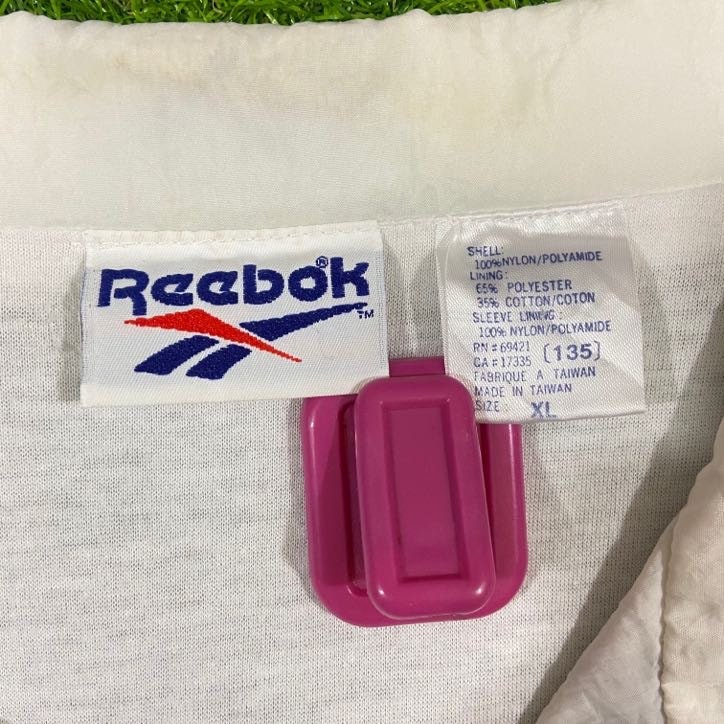 Reebok®
TM
SHELL:
100%NYLON/POLYAMIDE
LINING:
65% POLYESTER
35% COTTON/COTON
SLEEVE LINING:
100% NYLON/POLYAMIDE
RN # 69421
CA # 17335 (135)
FABRIQUE A TAIWAN
MADE IN TAIWAN
SIZE: XL